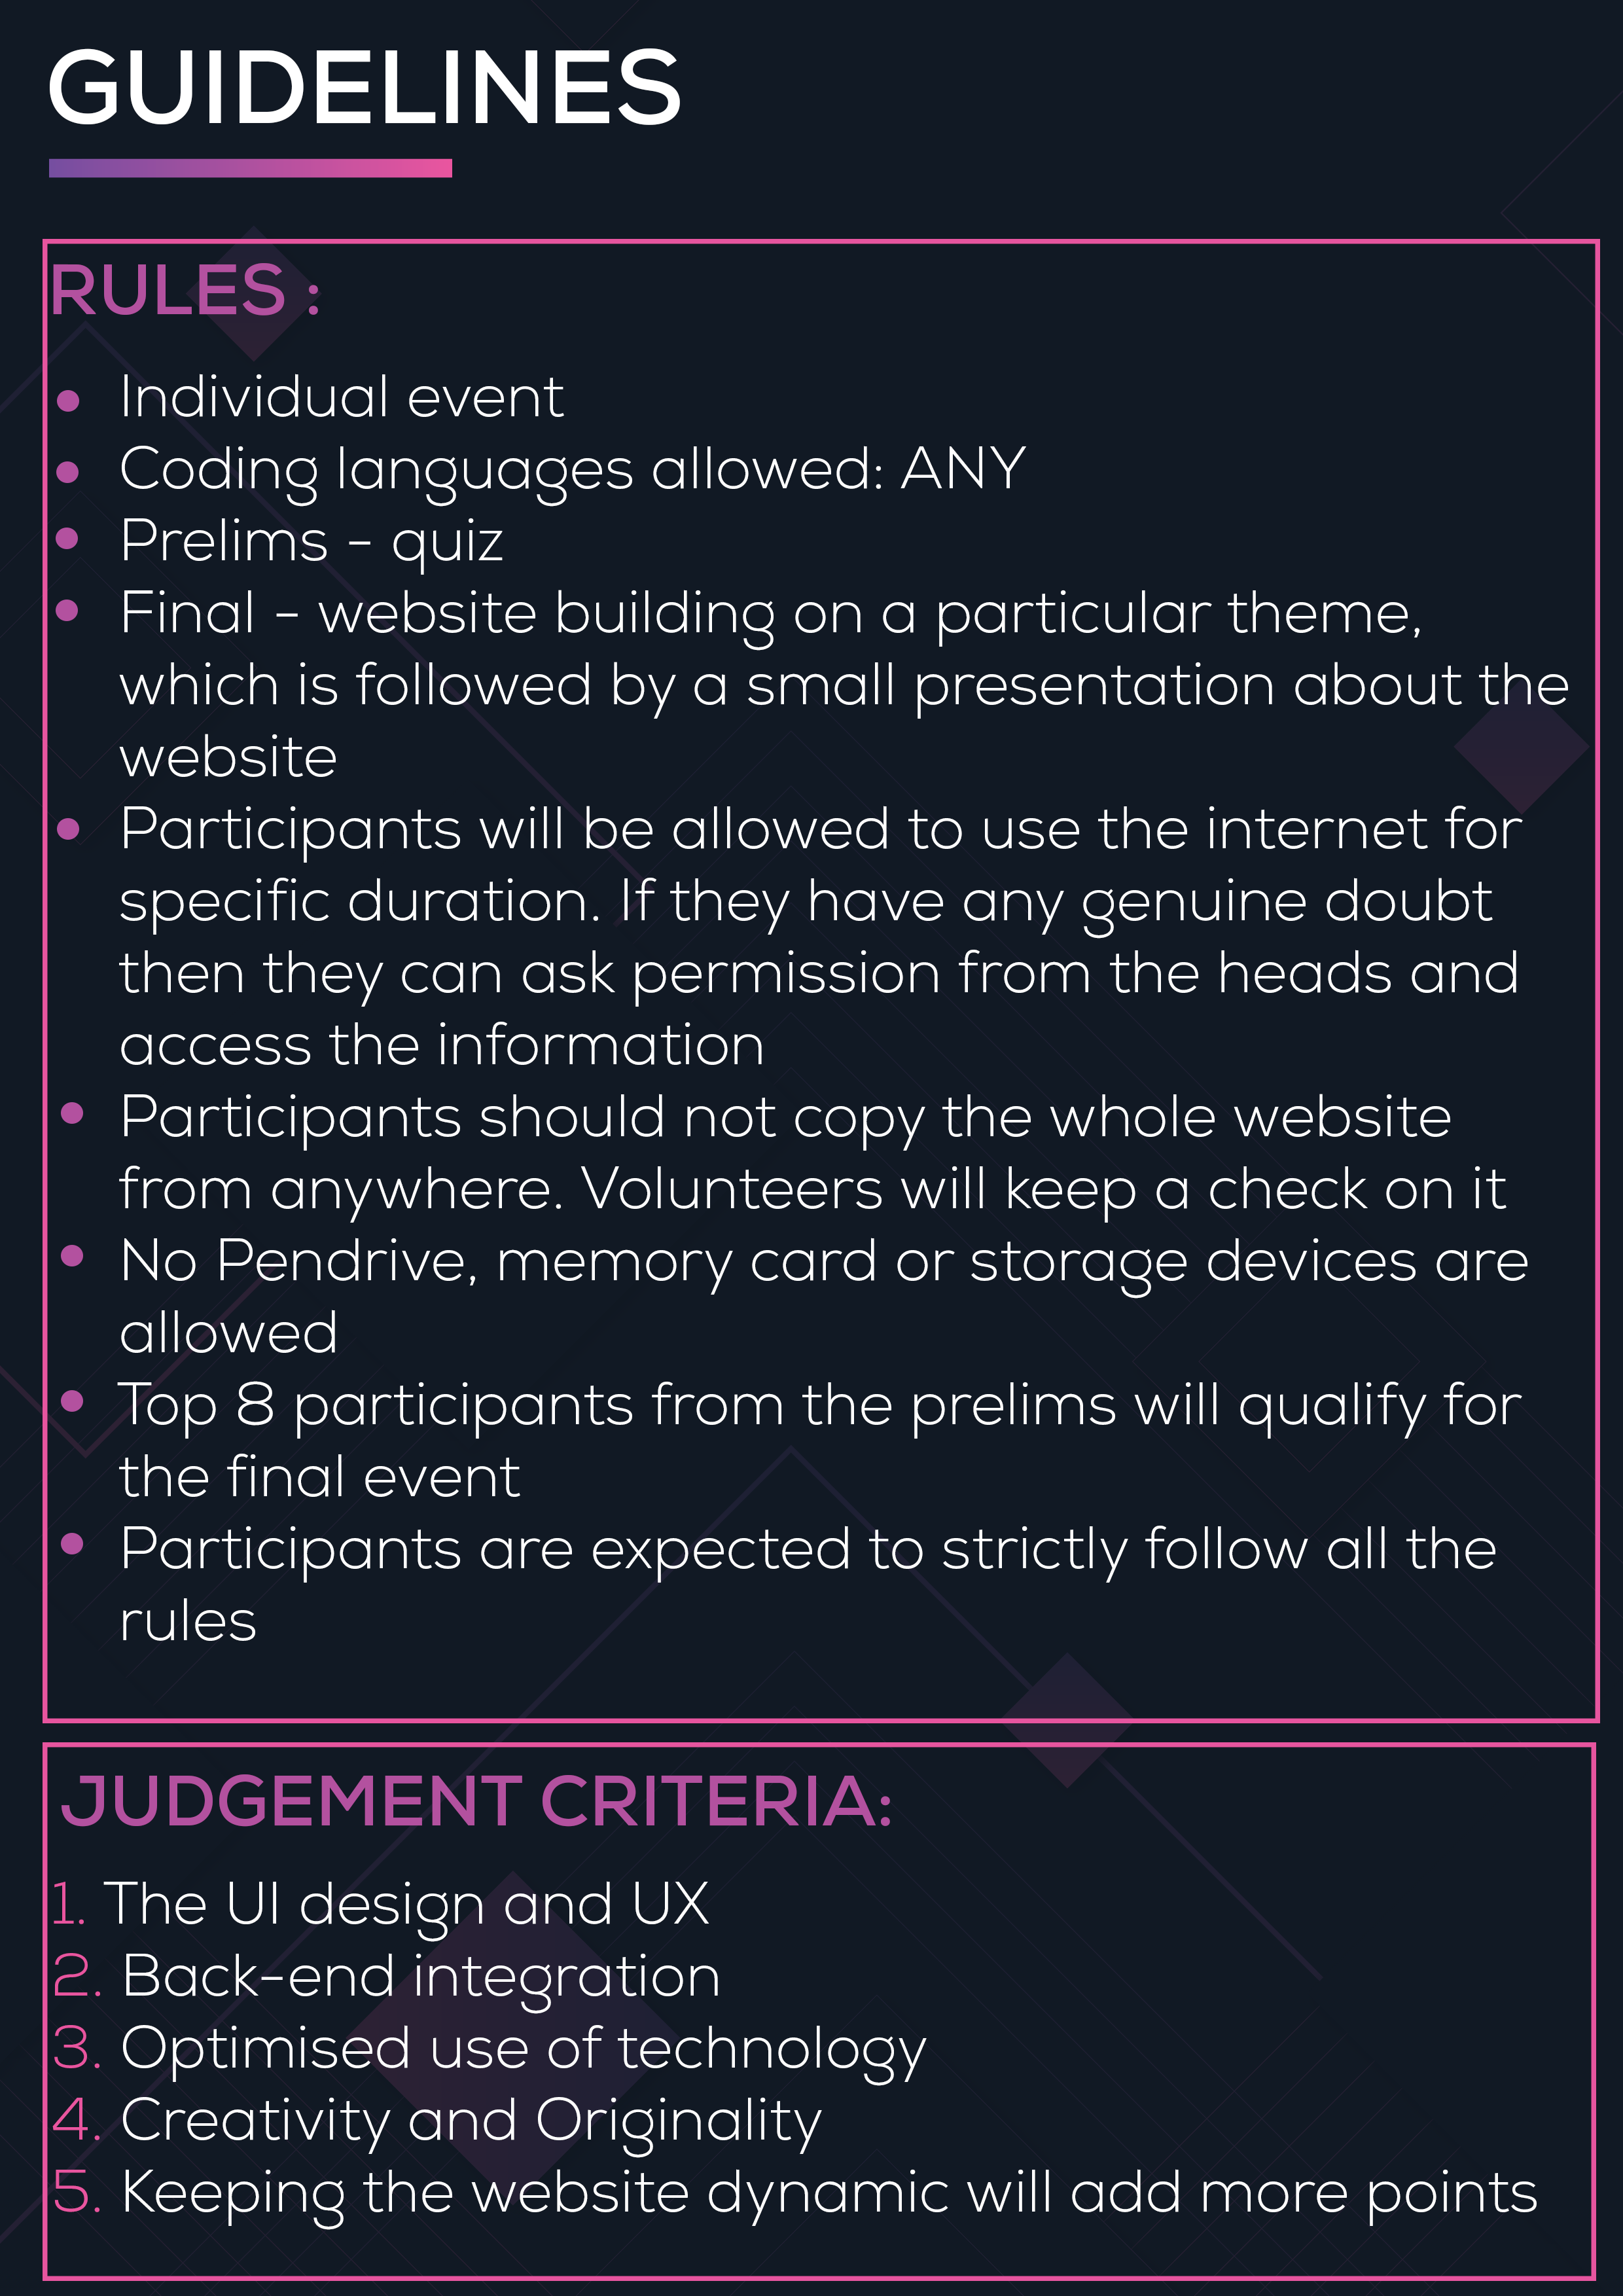 GUIDELINES
RULES :
• Individual event
• Coding languages allowed: ANY
• Prelims - quiz
• Final - website building on a particular theme,
which is followed by a small presentation about the
website
• Participants will be allowed to use the internet for
specific duration. If they have any genuine doubt
then they can ask permission from the heads and
access the information
• Participants should not copy the whole website
from anywhere. Volunteers will keep a check on it
• No Pendrive, memory card or storage devices are
allowed
• Top 8 participants from the prelims will qualify for
the final event
• Participants are expected to strictly follow all the
rules
JUDGEMENT CRITERIA:
1. The UI design and UX
2. Back-end integration
3. Optimised use of technology
4. Creativity and Originality
5. Keeping the website dynamic will add more points